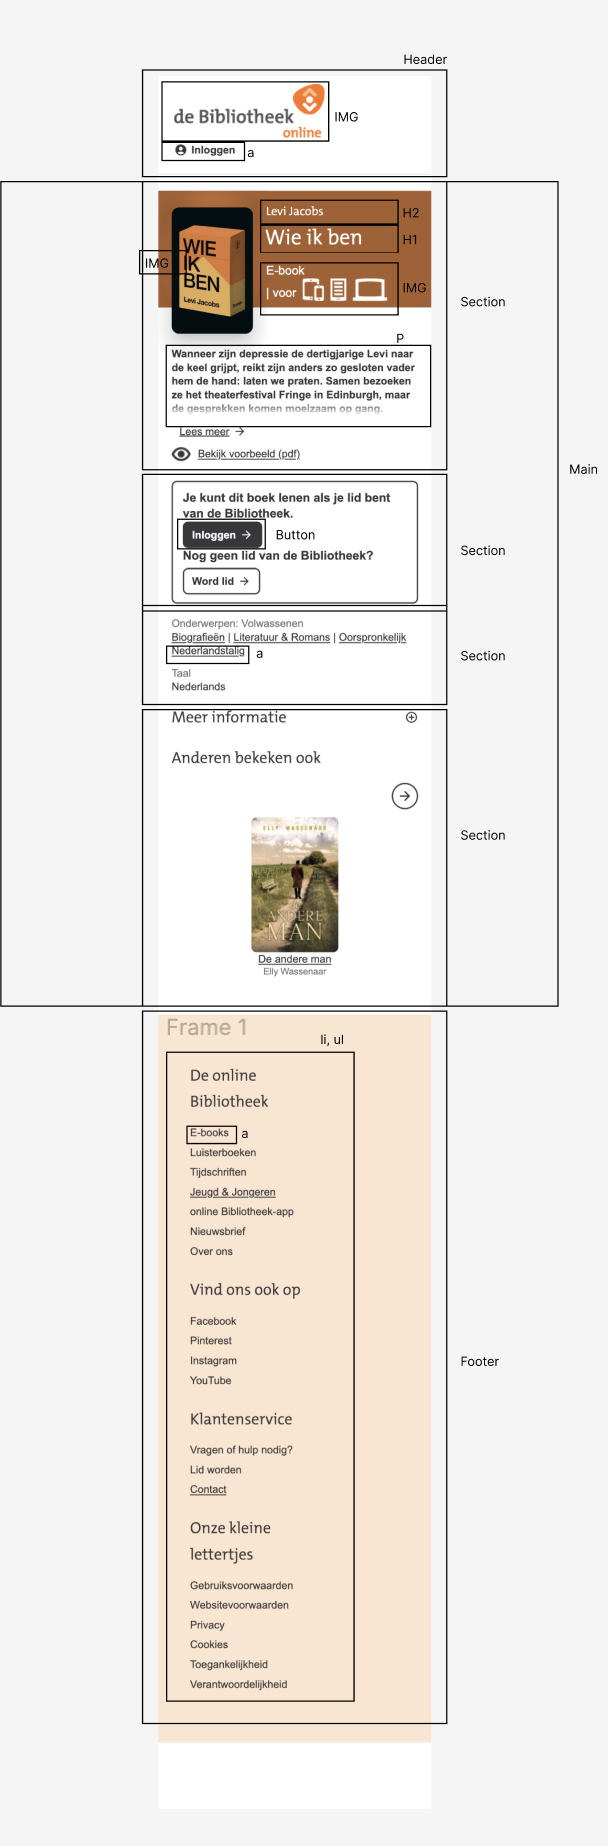 Header
de Bibliotheek
online
IMG
Inloggen
a
Levi Jacobs
H2
Wie ik ben
H1
WIE
IK
BEN
Levi Jacobs
IMG
E-book
| voor
IMG
Section
P
Wanneer zijn depressie de dertigjarige Levi naar
de keel grijpt, reikt zijn anders zo gesloten vader
hem de hand: laten we praten. Samen bezoeken
ze het theaterfestival Fringe in Edinburgh, maar
de gesprekken komen moeizaam op gang.
Lees meer
Bekijk voorbeeld (pdf)
Main
Je kunt dit boek lenen als je lid bent
van de Bibliotheek.
Inloggen
Button
Nog geen lid van de Bibliotheek?
Word lid
Section
Onderwerpen: Volwassenen
Biografieën | Literatuur & Romans | Oorspronkelijk
Nederlandstalig
a
Section
Taal
Nederlands
Meer informatie
Anderen bekeken ook
ELLY WASSENAAR
DE ANDERE
MAN
Section
De andere man
Elly Wassenaar
Frame 1
li, ul
De online
Bibliotheek
E-books
a
Luisterboeken
Tijdschriften
Jeugd & Jongeren
online Bibliotheek-app
Nieuwsbrief
Over ons
Vind ons ook op
Facebook
Pinterest
Instagram
YouTube
Footer
Klantenservice
Vragen of hulp nodig?
Lid worden
Contact
Onze kleine
lettertjes
Gebruiksvoorwaarden
Websitevoorwaarden
Privacy
Cookies
Toegankelijkheid
Verantwoordelijkheid